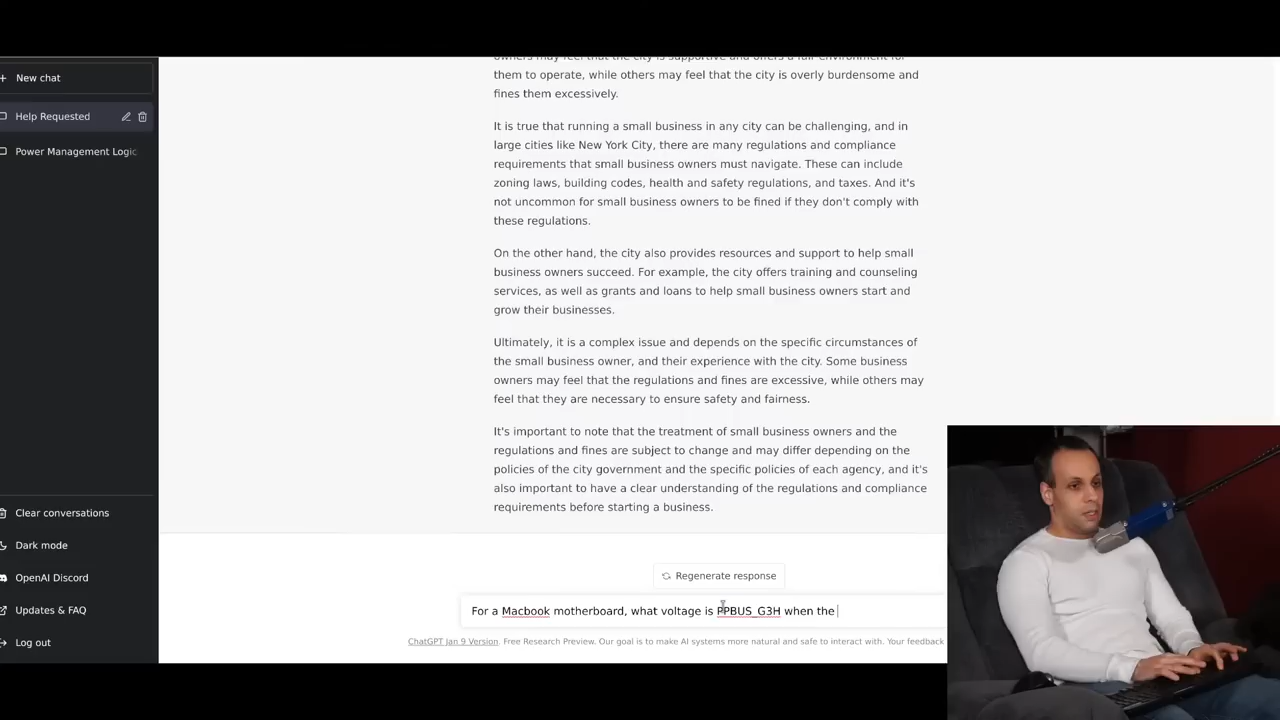 New chat
Help Requested
Power Management Logic
Clear conversations
Dark mode
OpenAI Discord
Updates & FAQ
Log out
owners may feel that the city is supportive and offers a fair environment for
them to operate, while others may feel that the city is overly burdensome and
fines them excessively.
It is true that running a small business in any city can be challenging, and in
large cities like New York City, there are many regulations and compliance
requirements that small business owners must navigate. These can include
zoning laws, building codes, health and safety regulations, and taxes. And it's
not uncommon for small business owners to be fined if they don't comply with
these regulations.
On the other hand, the city also provides resources and support to help small
business owners succeed. For example, the city offers training and counseling
services, as well as grants and loans to help small business owners start and
grow their businesses.
Ultimately, it is a complex issue and depends on the specific circumstances of
the small business owner, and their experience with the city. Some business
owners may feel that the regulations and fines are excessive, while others may
feel that they are necessary to ensure safety and fairness.
It's important to note that the treatment of small business owners and the
regulations and fines are subject to change and may differ depending on the
policies of the city government and the specific policies of each agency, and it's
also important to have a clear understanding of the regulations and compliance
requirements before starting a business.
Regenerate response
For a Macbook motherboard, what voltage is PPBUS_G3H when the
ChatGPT Jan 9 Version. Free Research Preview. Our goal is to make AI systems more natural and safe to interact with. Your feedback